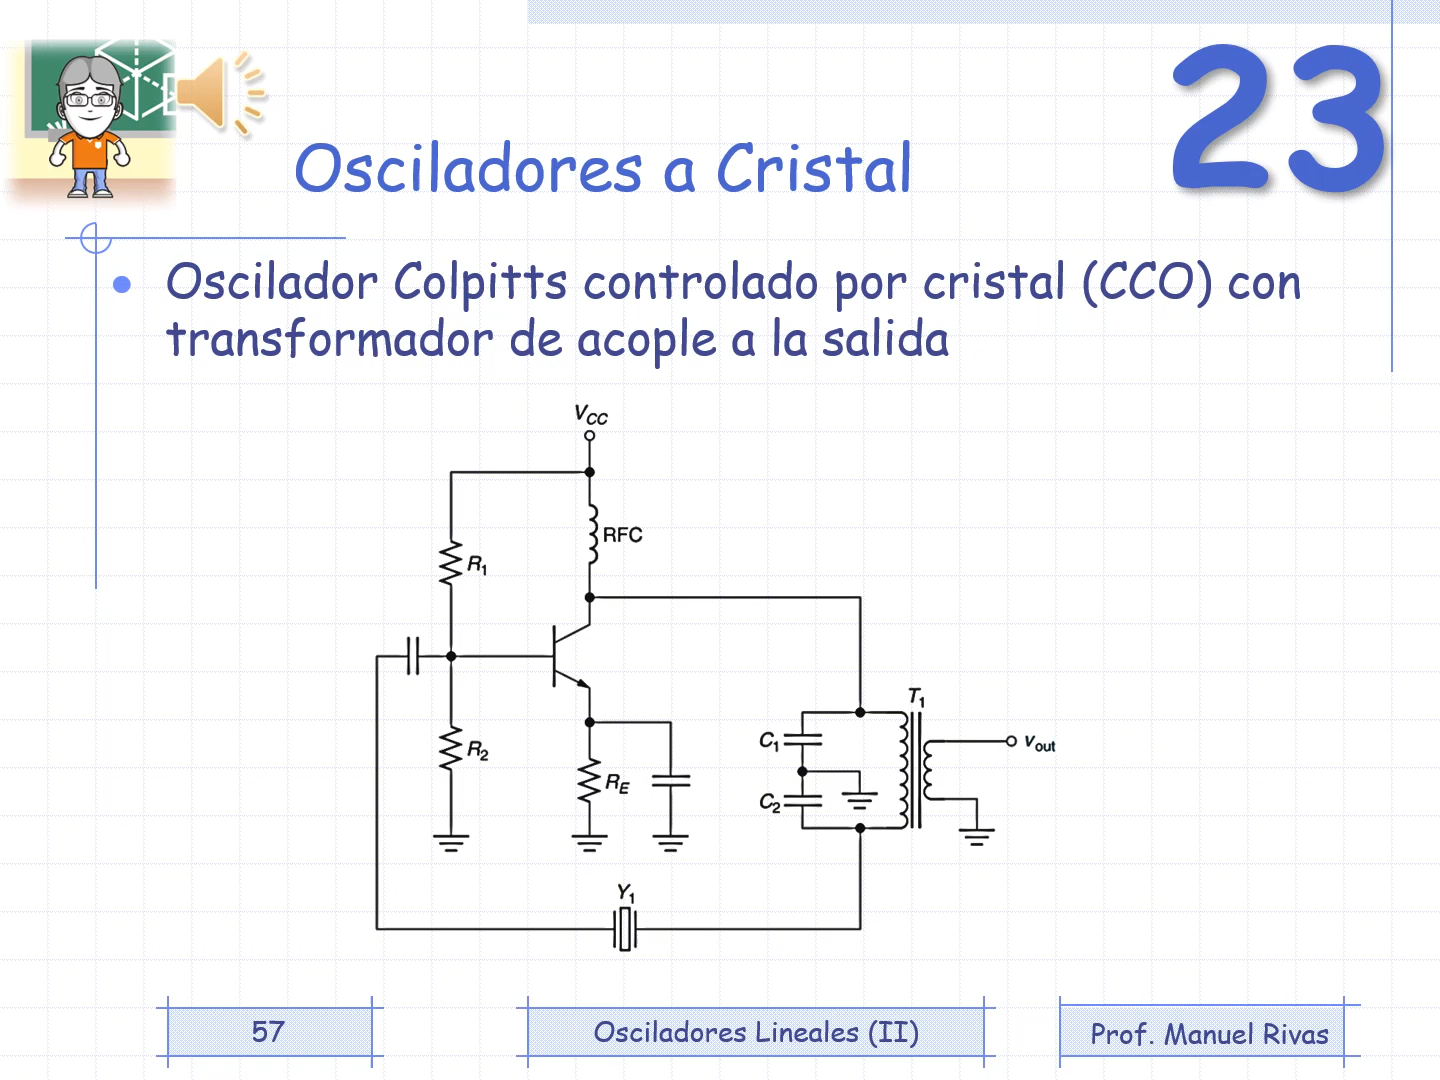 23
Osciladores a Cristal
Oscilador Colpitts controlado por cristal (CCO) con
transformador de acople a la salida
VCC
RFC
R1
R2
RE
C1
C2
T1
vout
Y1
57
Osciladores Lineales (II)
Prof. Manuel Rivas